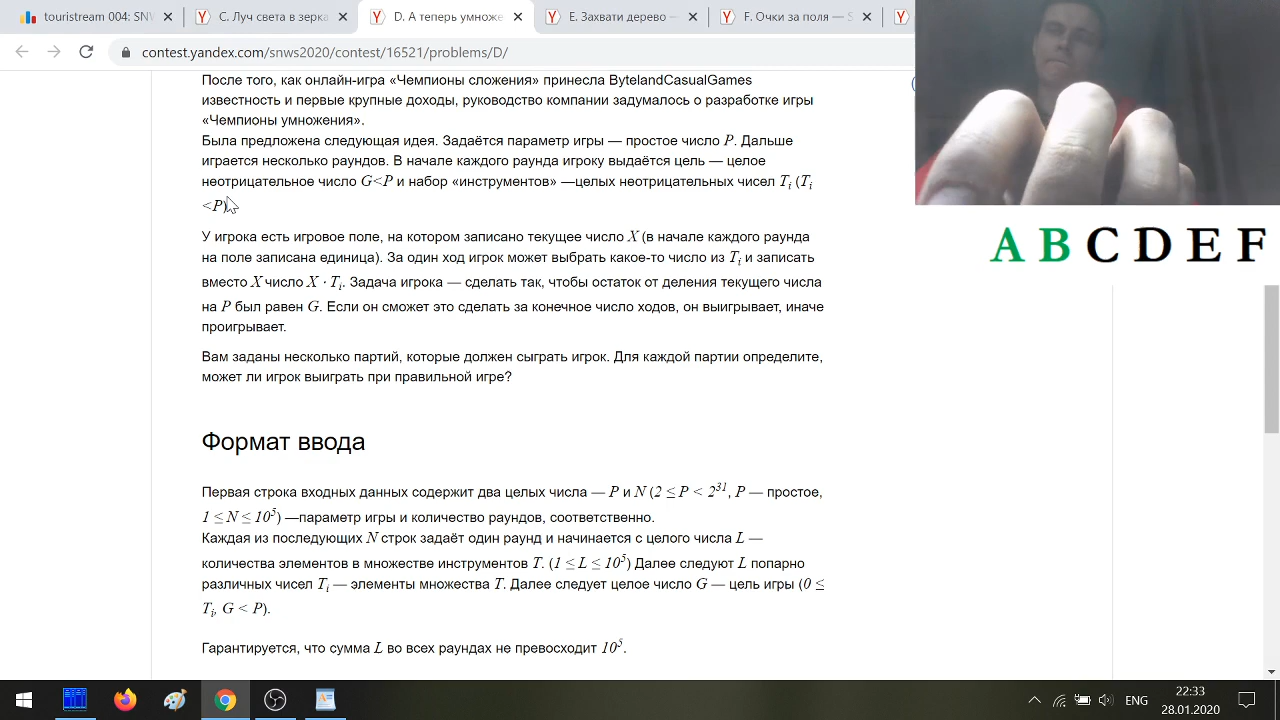 touristream 004: SNW
C. Луч света в зерка
D. А теперь умноже
E. Захвати дерево —
F. Очки за поля — S
contest.yandex.com/snws2020/contest/16521/problems/D/
После того, как онлайн-игра «Чемпионы сложения» принесла BytelandCasualGames
известность и первые крупные доходы, руководство компании задумалось о разработке игры
«Чемпионы умножения».
Была предложена следующая идея. Задаётся параметр игры — простое число P. Дальше
играется несколько раундов. В начале каждого раунда игроку выдаётся цель — целое
неотрицательное число G<P и набор «инструментов» —целых неотрицательных чисел Ti (Ti
<P).
У игрока есть игровое поле, на котором записано текущее число X (в начале каждого раунда
на поле записана единица). За один ход игрок может выбрать какое-то число из Ti и записать
вместо X число X · Ti. Задача игрока — сделать так, чтобы остаток от деления текущего числа
на P был равен G. Если он сможет это сделать за конечное число ходов, он выигрывает, иначе
проигрывает.
Вам заданы несколько партий, которые должен сыграть игрок. Для каждой партии определите,
может ли игрок выиграть при правильной игре?
Формат ввода
Первая строка входных данных содержит два целых числа — P и N (2 ≤ P < 2^31, P — простое,
1 ≤ N ≤ 10^5) —параметр игры и количество раундов, соответственно.
Каждая из последующих N строк задаёт один раунд и начинается с целого числа L —
количества элементов в множестве инструментов T. (1 ≤ L ≤ 10^5) Далее следуют L попарно
различных чисел Ti — элементы множества T. Далее следует целое число G — цель игры (0 ≤
Ti, G < P).
Гарантируется, что сумма L во всех раундах не превосходит 10^5.
A B C D E F
ENG
22:33
28.01.2020